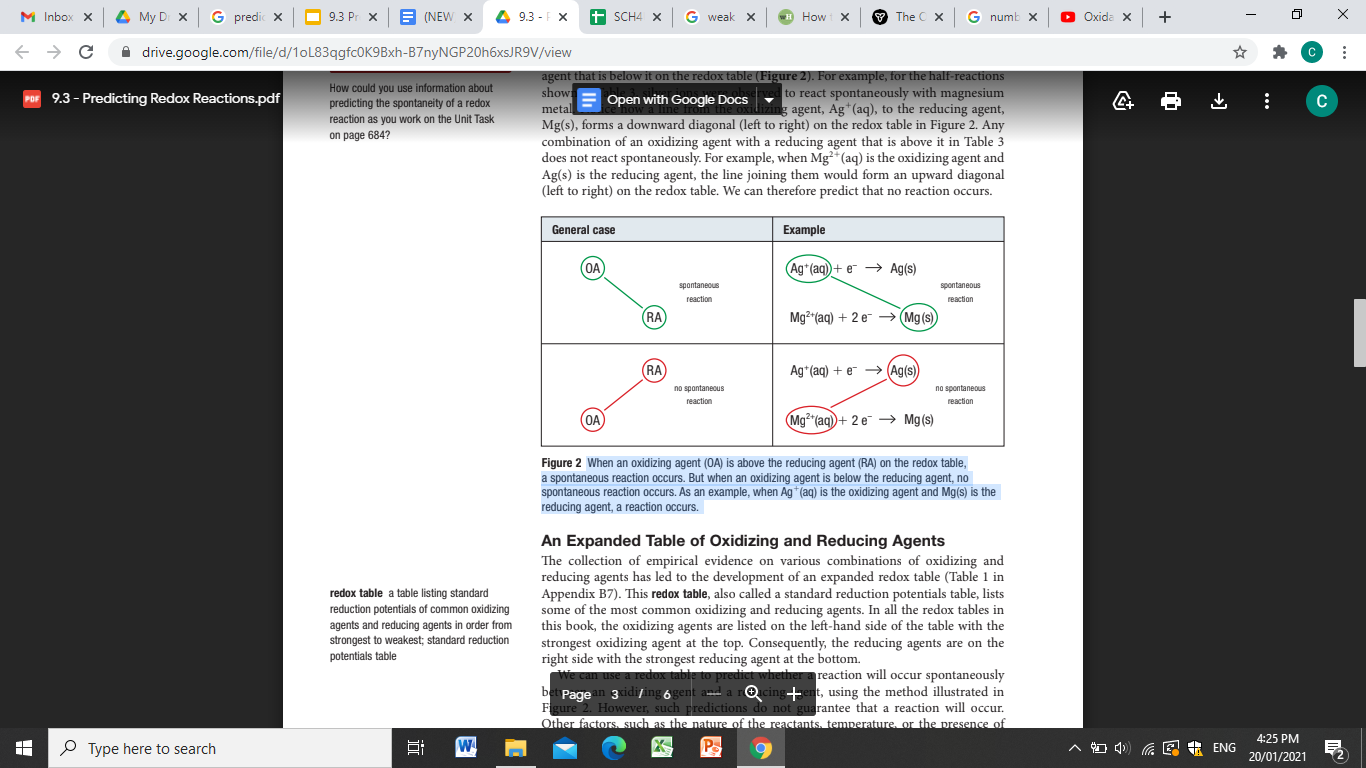 Inbox
My Dr
predic
9.3 Pr
(NEW
9.3 - F
SCH4
weak
How t
The C
numb
Oxida
drive.google.com/file/d/1oL83qgfc0K9Bxh-B7nyNGP20h6xsJR9V/view
C
PDF
9.3 - Predicting Redox Reactions.pdf
Open with Google Docs
C
How could you use information about
predicting the spontaneity of a redox
reaction as you work on the Unit Task
on page 684?
agent that is below it on the redox table (Figure 2). For example, for the half-reactions
shown in Table 3, silver ions were observed to react spontaneously with magnesium
metal. Notice how a line from the oxidizing agent, Ag⁺(aq), to the reducing agent,
Mg(s), forms a downward diagonal (left to right) on the redox table in Figure 2. Any
combination of an oxidizing agent with a reducing agent that is above it in Table 3
does not react spontaneously. For example, when Mg²⁺(aq) is the oxidizing agent and
Ag(s) is the reducing agent, the line joining them would form an upward diagonal
(left to right) on the redox table. We can therefore predict that no reaction occurs.
General case
Example
OA
RA
spontaneous
reaction
Ag⁺(aq) + e⁻ → Ag(s)
Mg²⁺(aq) + 2 e⁻ → Mg(s)
spontaneous
reaction
RA
OA
no spontaneous
reaction
Ag⁺(aq) + e⁻ → Ag(s)
Mg²⁺(aq) + 2 e⁻ → Mg(s)
no spontaneous
reaction
Figure 2 When an oxidizing agent (OA) is above the reducing agent (RA) on the redox table,
a spontaneous reaction occurs. But when an oxidizing agent is below the reducing agent, no
spontaneous reaction occurs. As an example, when Ag⁺(aq) is the oxidizing agent and Mg(s) is the
reducing agent, a reaction occurs.
An Expanded Table of Oxidizing and Reducing Agents
The collection of empirical evidence on various combinations of oxidizing and
reducing agents has led to the development of an expanded redox table (Table 1 in
Appendix B7). This redox table, also called a standard reduction potentials table, lists
some of the most common oxidizing and reducing agents. In all the redox tables in
this book, the oxidizing agents are listed on the left-hand side of the table with the
strongest oxidizing agent at the top. Consequently, the reducing agents are on the
right side with the strongest reducing agent at the bottom.
We can use a redox table to predict whether a reaction will occur spontaneously
between an oxidizing agent and a reducing agent, using the method illustrated in
Figure 2. However, such predictions do not guarantee that a reaction will occur.
Other factors, such as the nature of the reactants, temperature, or the presence of
redox table a table listing standard
reduction potentials of common oxidizing
agents and reducing agents in order from
strongest to weakest; standard reduction
potentials table
Page 3 / 6
Type here to search
ENG
4:25 PM
20/01/2021
2